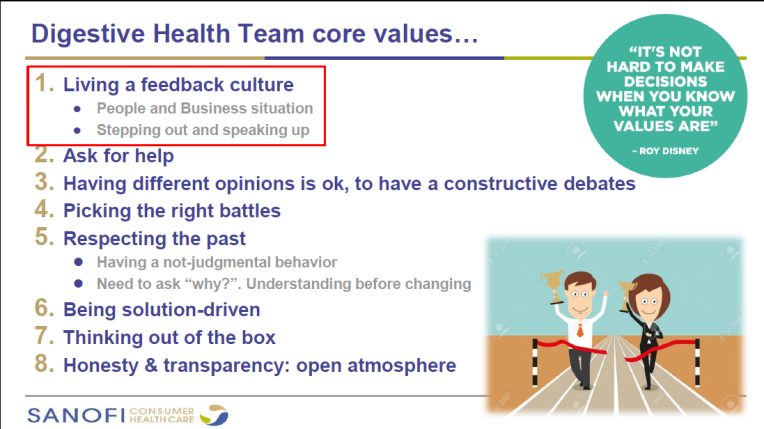 Digestive Health Team core values…
"IT'S NOT
HARD TO MAKE
DECISIONS
WHEN YOU KNOW
WHAT YOUR
VALUES ARE"
- ROY DISNEY
1. Living a feedback culture
● People and Business situation
● Stepping out and speaking up
2. Ask for help
3. Having different opinions is ok, to have a constructive debates
4. Picking the right battles
5. Respecting the past
● Having a not-judgmental behavior
● Need to ask “why?”. Understanding before changing
6. Being solution-driven
7. Thinking out of the box
8. Honesty & transparency: open atmosphere
SANOFI CONSUMER
HEALTHCARE